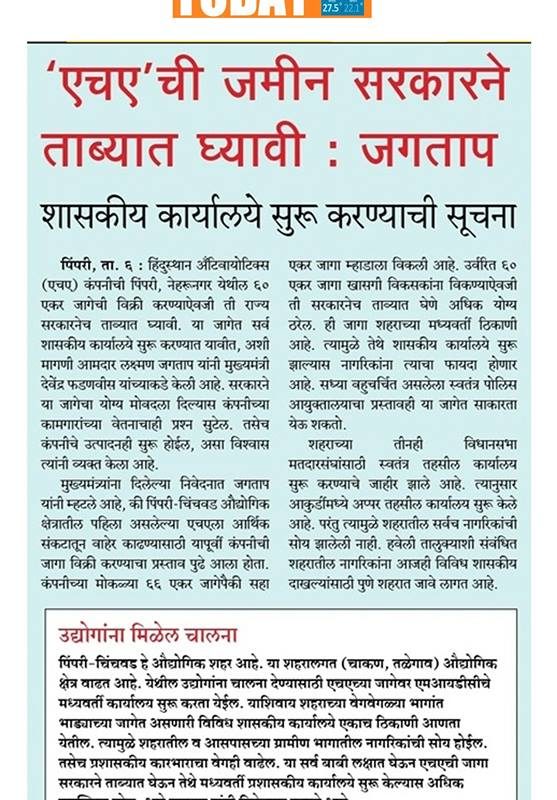 TODAY
27.5° 22.1°
‘एचए’ची जमीन सरकारने
ताब्यात घ्यावी : जगताप
शासकीय कार्यालये सुरू करण्याची सूचना
पिंपरी, ता. ६ : हिंदुस्थान अँटिवायोटिक्स
(एचए) कंपनीची पिंपरी, नेहरूनगर येथील ६०
एकर जागेची विक्री करण्याऐवजी ती राज्य
सरकारनेच ताब्यात घ्यावी. या जागेत सर्व
शासकीय कार्यालये सुरू करण्यात यावीत, अशी
मागणी आमदार लक्ष्मण जगताप यांनी मुख्यमंत्री
देवेंद्र फडणवीस यांच्याकडे केली आहे. सरकारने
या जागेचा योग्य मोवदला दिल्यास कंपनीच्या
कामगारांच्या वेतनाचाही प्रश्न सुटेल. तसेच
कंपनीचे उत्पादनही सुरू होईल, असा विश्वास
त्यांनी व्यक्त केला आहे.
मुख्यमंत्र्यांना दिलेल्या निवेदनात जगताप
यांनी म्हटले आहे, की पिंपरी-चिंचवड औद्योगिक
क्षेत्रातील पहिला असलेल्या एचएला आर्थिक
संकटातून वाहेर काढण्यासाठी यापूर्वी कंपनीची
जागा विक्री करण्याचा प्रस्ताव पुढे आला होता.
कंपनीच्या मोकळ्या ६६ एकर जागेपैकी सहा
एकर जागा म्हाडाला विकली आहे. उर्वरित ६०
एकर जागा खासगी विकसकांना विकण्याऐवजी
ती सरकारनेच ताव्यात घेणे अधिक योग्य
ठरेल. ही जागा शहराच्या मध्यवर्ती ठिकाणी
आहे. त्यामुळे तेथे शासकीय कार्यालये सुरू
झाल्यास नागरिकांना त्याचा फायदा होणार
आहे. सध्या वहुचर्चित असलेला स्वतंत्र पोलिस
आयुक्तालयाचा प्रस्तावही या जागेत साकारता
येऊ शकतो.
शहराच्या तीनही विधानसभा
मतदारसंघांसाठी स्वतंत्र तहसील कार्यालय
सुरू करण्याचे जाहीर झाले आहे. त्यानुसार
आकुर्डीमध्ये अप्पर तहसील कार्यालय सुरू केले
आहे. परंतु त्यामुळे शहरातील सर्वच नागरिकांची
सोय झालेली नाही. हवेली तालुक्याशी संवंधित
शहरातील नागरिकांना आजही विविध शासकीय
दाखल्यांसाठी पुणे शहरात जावे लागत आहे.
उद्योगांना मिळेल चालना
पिंपरी-चिंचवड हे औद्योगिक शहर आहे. या शहरालगत (चाकण, तळेगाव) औद्योगिक
क्षेत्र वाढत आहे. येथील उद्योगांना चालना देण्यासाठी एचएच्या जागेवर एमआयडीसीचे
मध्यवर्ती कार्यालय सुरू करता येईल. याशिवाय शहराच्या वेगवेगळ्या भागांत
भाड्याच्या जागेत असणारी विविध शासकीय कार्यालये एकाच ठिकाणी आणता
येतील. त्यामुळे शहरातील व आसपासच्या ग्रामीण भागातील नागरिकांची सोय होईल.
तसेच प्रशासकीय कारभाराचा वेगही वाढेल. या सर्व बाबी लक्षात घेऊन एचएची जागा
सरकारने ताव्यात घेऊन तेथे मध्यवर्ती प्रशासकीय कार्यालये सुरू केल्यास अधिक